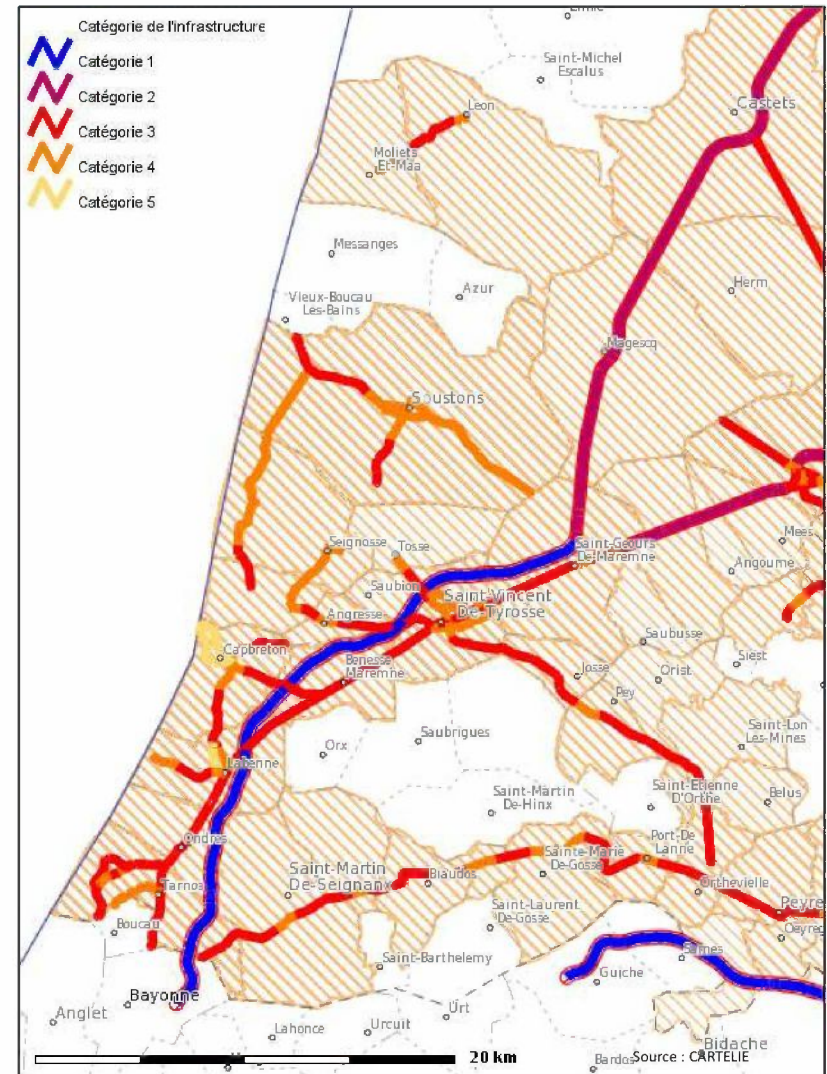 Catégorie de l'infrastructure
Catégorie 1
Catégorie 2
Catégorie 3
Catégorie 4
Catégorie 5
Saint-Michel
Escalus
Castets
Léon
Moliets
Et-Maa
Messanges
Azur
Herm
Vieux-Boucau
Les-Bains
Magescq
Soustons
Mees
Seignosse
Tosse
Saint-Geours
De-Maremne
Angoume
Saubion
Saint-Vincent
De-Tyrosse
Angresse
Saubusse
Capbreton
Siest
Benesse
Maremne
Josse
Orist
Pey
Saubrigues
Orx
Saint-Lon
Les-Mines
Labenne
Saint-Martin
De-Hinx
Saint-Etienne
D'Orthe
Belus
Ondres
Port-De
Lanne
Sainte-Marie
De-Gosse
Saint-Martin
De-Seignanx
Biaudos
Tarnos
Orthevielle
Saint-Laurent
De-Gosse
Peyre
Oeyreg
Boucau
Saint-Barthelemy
Sames
Guiche
Bayonne
Anglet
Urt
Urcuit
Lahonce
Bidache
20 km
Bardos
Source : CARTELIE